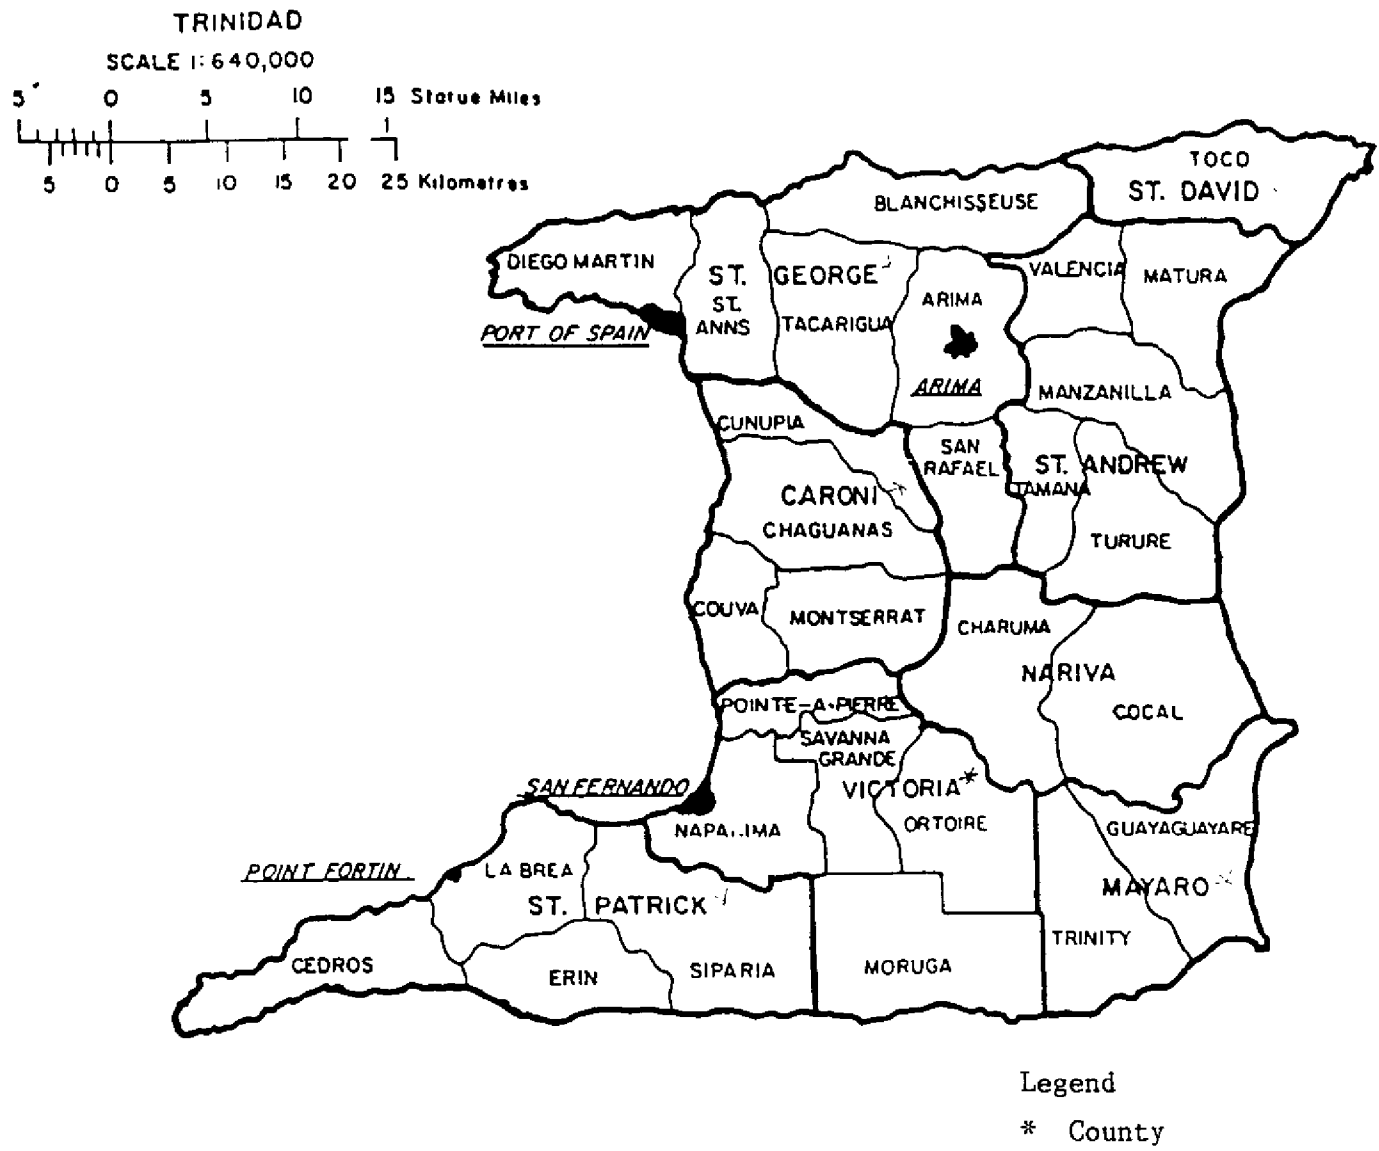 TRINIDAD
SCALE 1:640,000
5 0 5 10 15 Statue Miles
5 0 5 10 15 20 25 Kilometres
TOCO
ST. DAVID
BLANCHISSEUSE
DIEGO MARTIN
ST. GEORGE
VALENCIA
MATURA
ST.
ANNS
TACARIGUA
ARIMA
PORT OF SPAIN
ARIMA
MANZANILLA
CUNUPIA
SAN
RAFAEL
ST. ANDREW
TAMANA
CARONI *
CHAGUANAS
TURURE
COUVA
MONTSERRAT
CHARUMA
NARIVA
COCAL
POINTE-A-PIERRE
SAVANNA
GRANDE
SAN FERNANDO
VICTORIA *
NAPARIMA
ORTOIRE
GUAYAGUAYARE
POINT FORTIN
LA BREA
ST. PATRICK
MAYARO *
TRINITY
CEDROS
ERIN
SIPARIA
MORUGA
Legend
* County